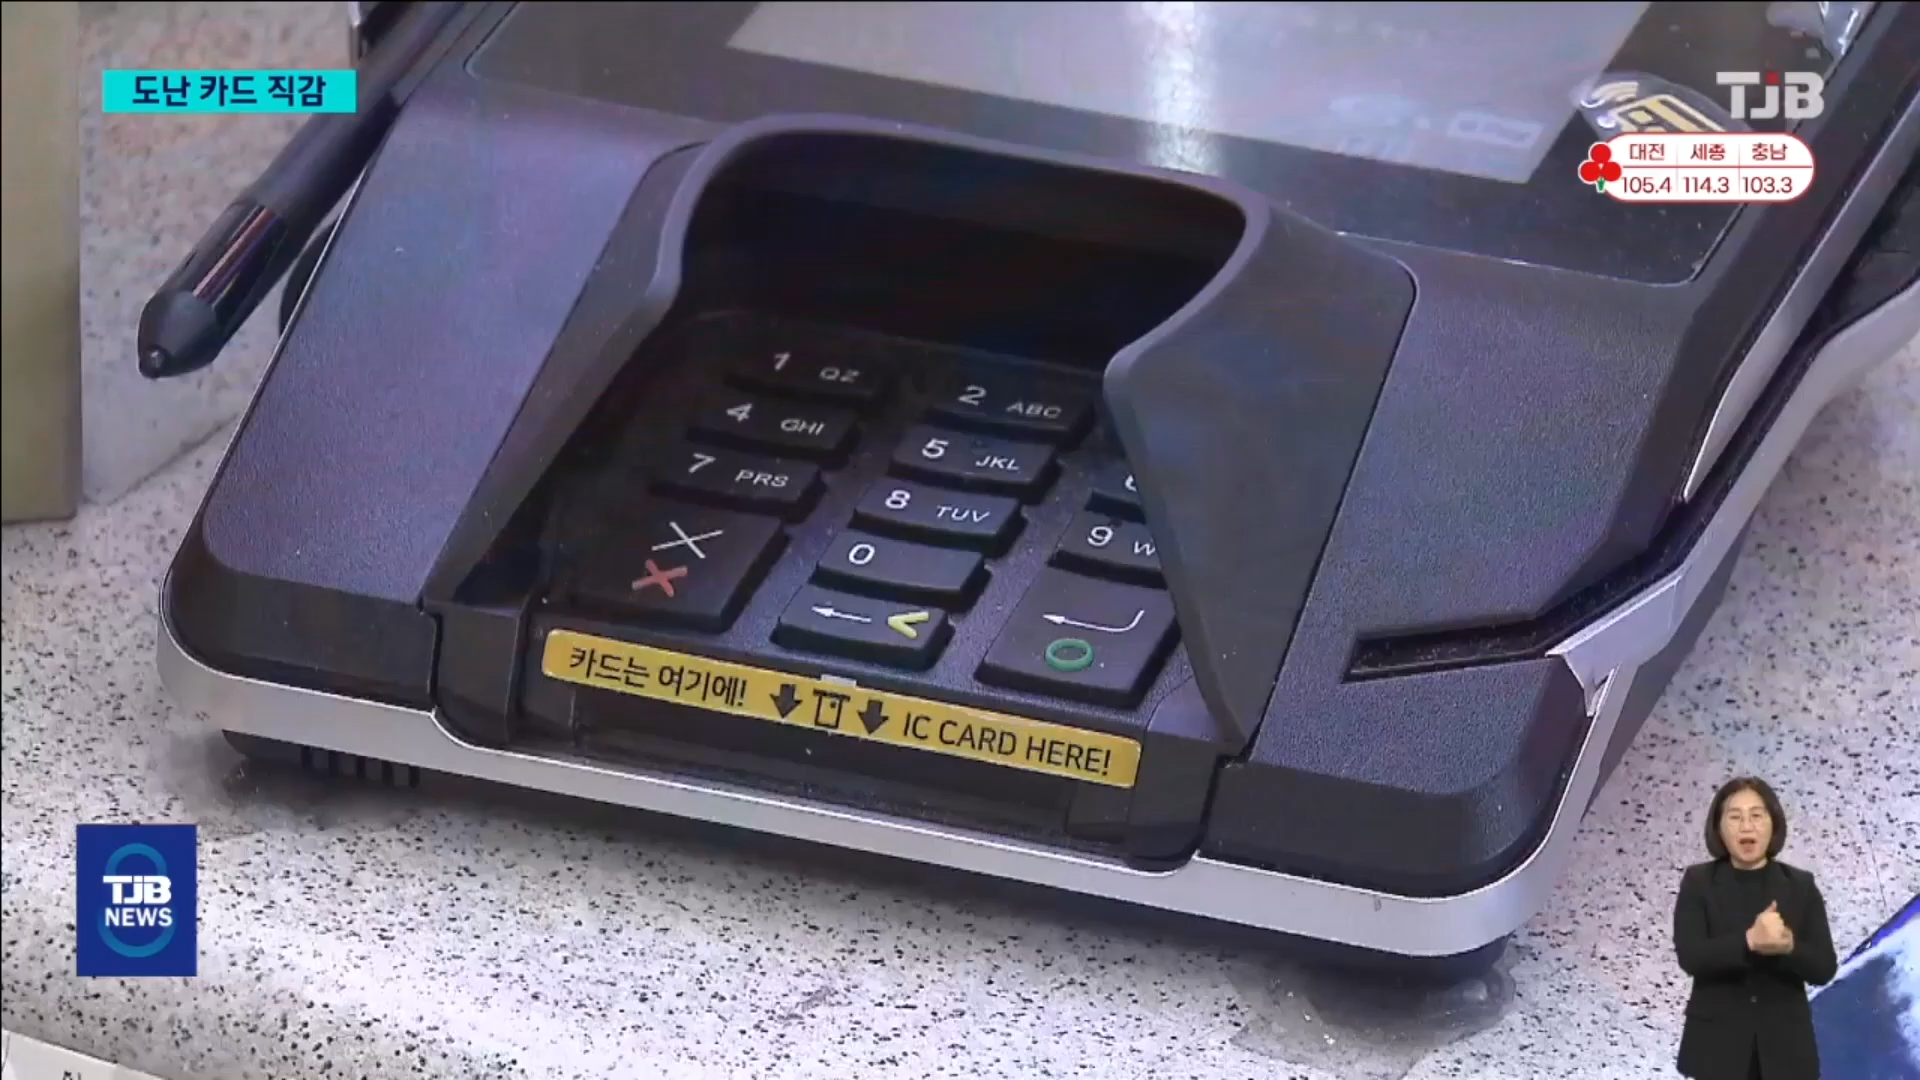 도난 카드 직감
TJB
대전 세종 충남
105.4 114.3 103.3
1 QZ
2 ABC
4 GHI
5 JKL
7 PRS
8 TUV
9 W
0
카드는 여기에! IC CARD HERE!
TJB
NEWS